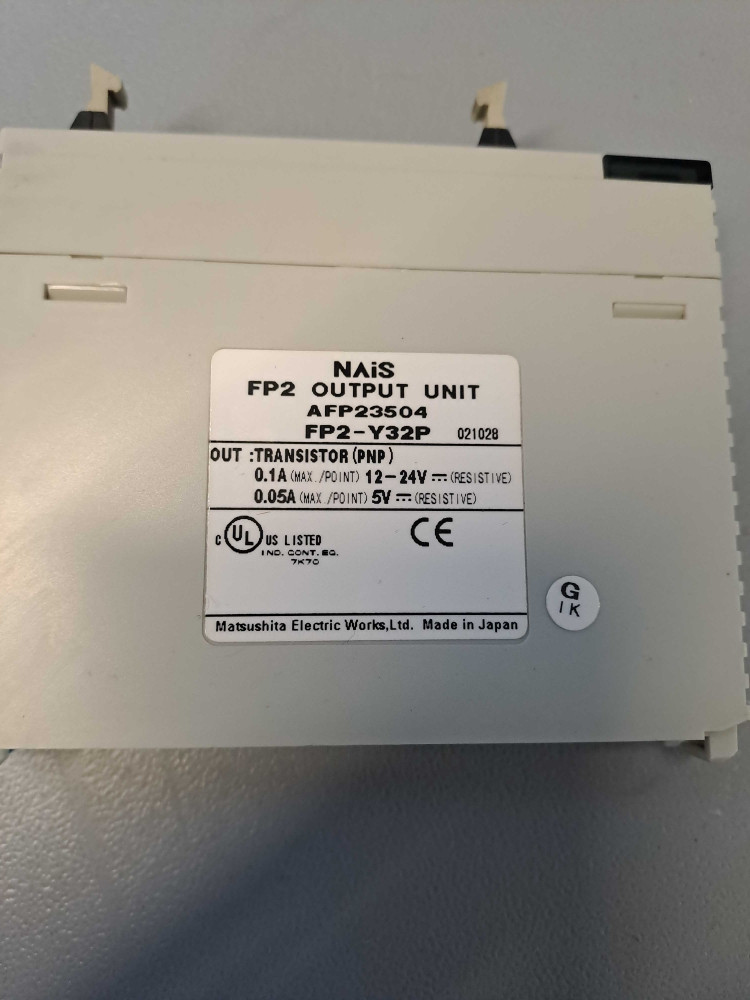 NAiS
FP2 OUTPUT UNIT
AFP23504
FP2-Y32P 021028
OUT :TRANSISTOR(PNP)
0.1A (MAX./POINT) 12-24V ⎓ (RESISTIVE)
0.05A (MAX./POINT) 5V ⎓ (RESISTIVE)
C UL US LISTED
IND. CONT. EQ.
7K70
CE
Matsushita Electric Works,Ltd. Made in Japan
G
IK